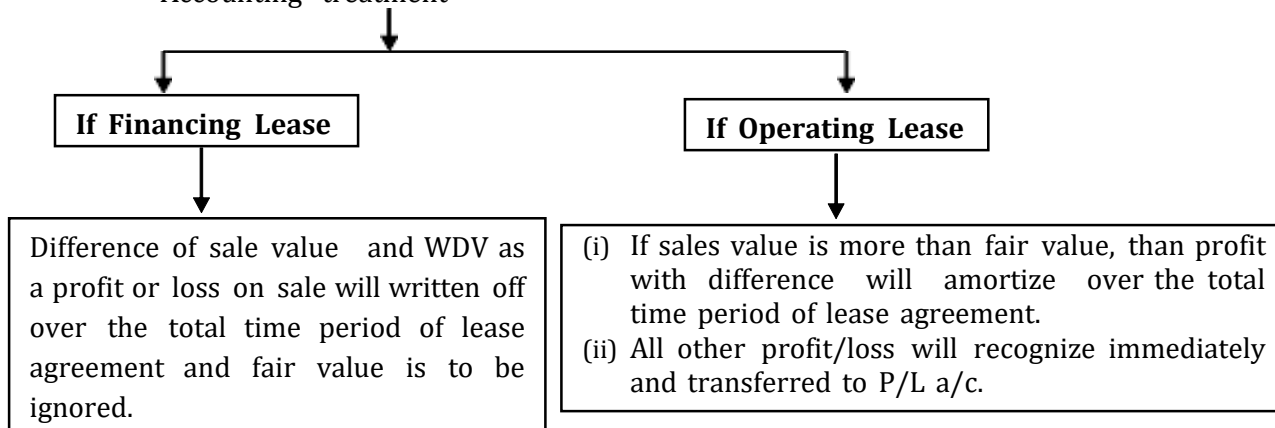 Accounting treatment
If Financing Lease
If Operating Lease
Difference of sale value and WDV as
a profit or loss on sale will written off
over the total time period of lease
agreement and fair value is to be
ignored.
(i) If sales value is more than fair value, than profit
with difference will amortize over the total
time period of lease agreement.
(ii) All other profit/loss will recognize immediately
and transferred to P/L a/c.